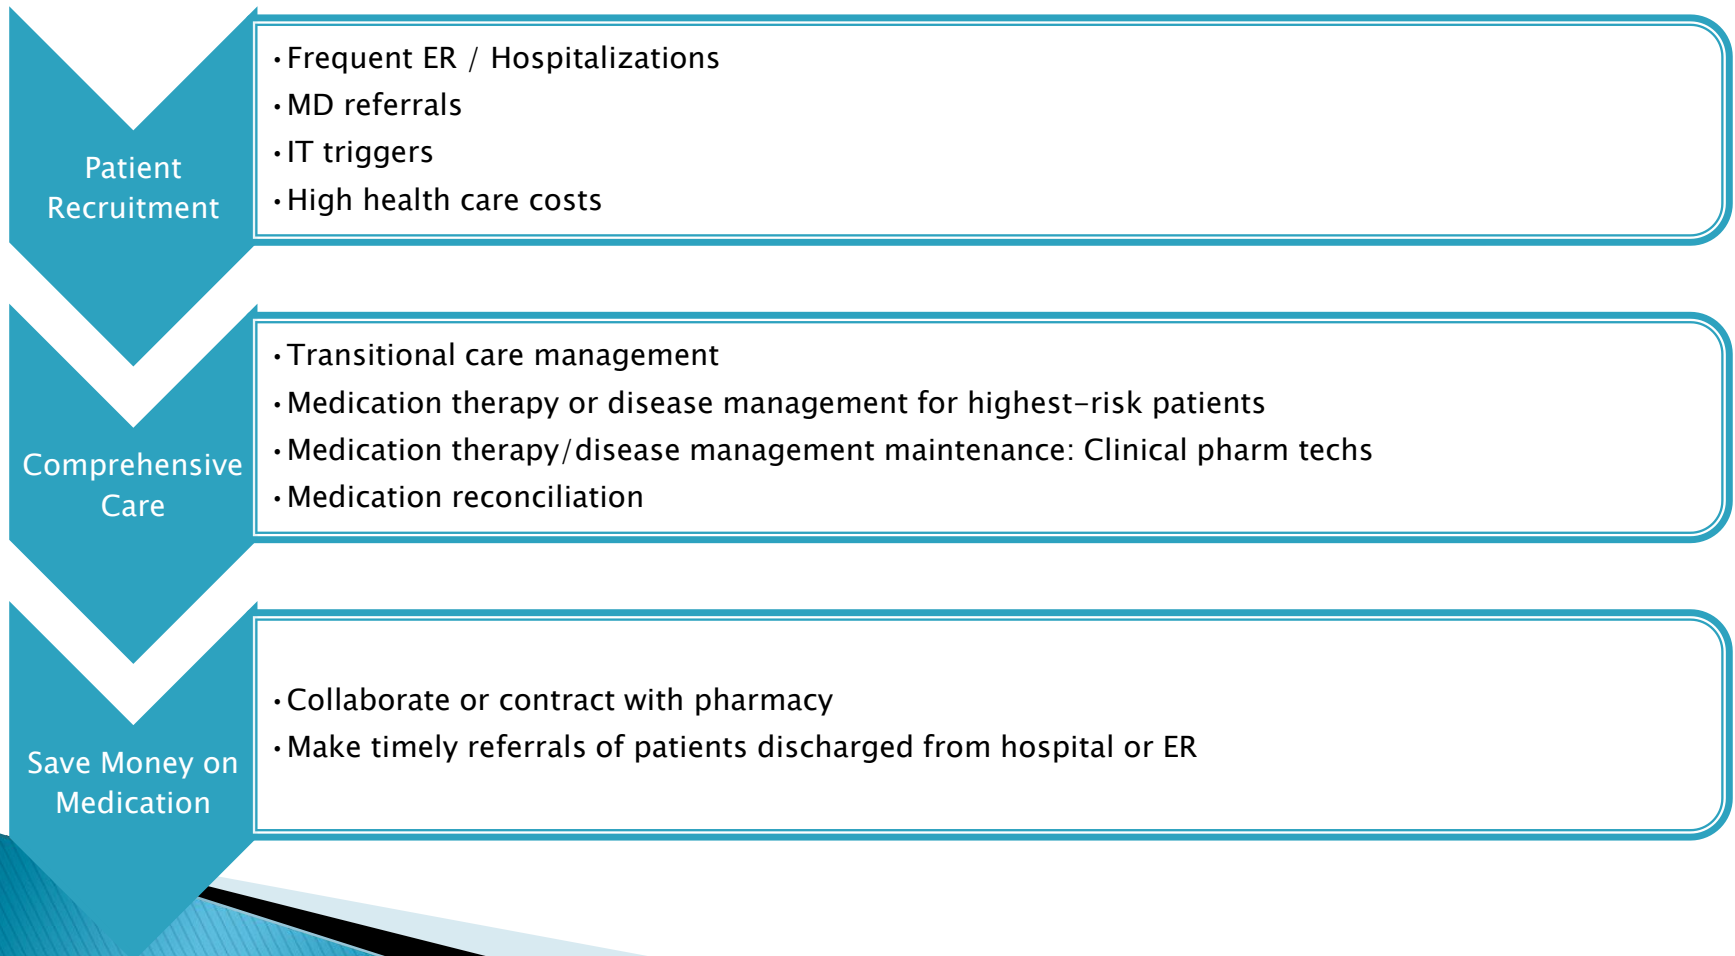 Patient
Recruitment
•Frequent ER / Hospitalizations
•MD referrals
•IT triggers
•High health care costs
Comprehensive
Care
•Transitional care management
•Medication therapy or disease management for highest-risk patients
•Medication therapy/disease management maintenance: Clinical pharm techs
•Medication reconciliation
Save Money on
Medication
•Collaborate or contract with pharmacy
•Make timely referrals of patients discharged from hospital or ER